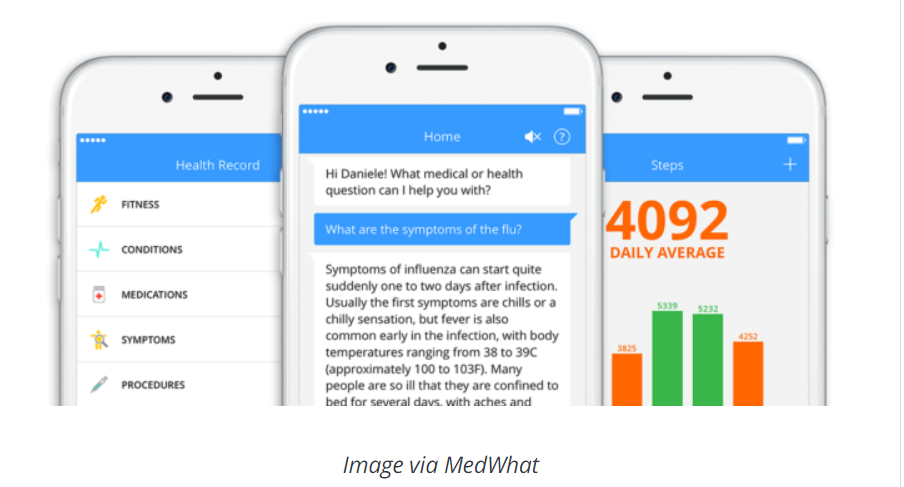 Health Record
FITNESS
CONDITIONS
MEDICATIONS
SYMPTOMS
PROCEDURES
Home
?
Hi Daniele! What medical or health
question can I help you with?
What are the symptoms of the flu?
Symptoms of influenza can start quite
suddenly one to two days after infection.
Usually the first symptoms are chills or a
chilly sensation, but fever is also
common early in the infection, with body
temperatures ranging from 38 to 39C
(approximately 100 to 103F). Many
people are so ill that they are confined to
bed for several days, with aches and
Steps
+
4092
DAILY AVERAGE
5339
5232
4252
3825
Image via MedWhat